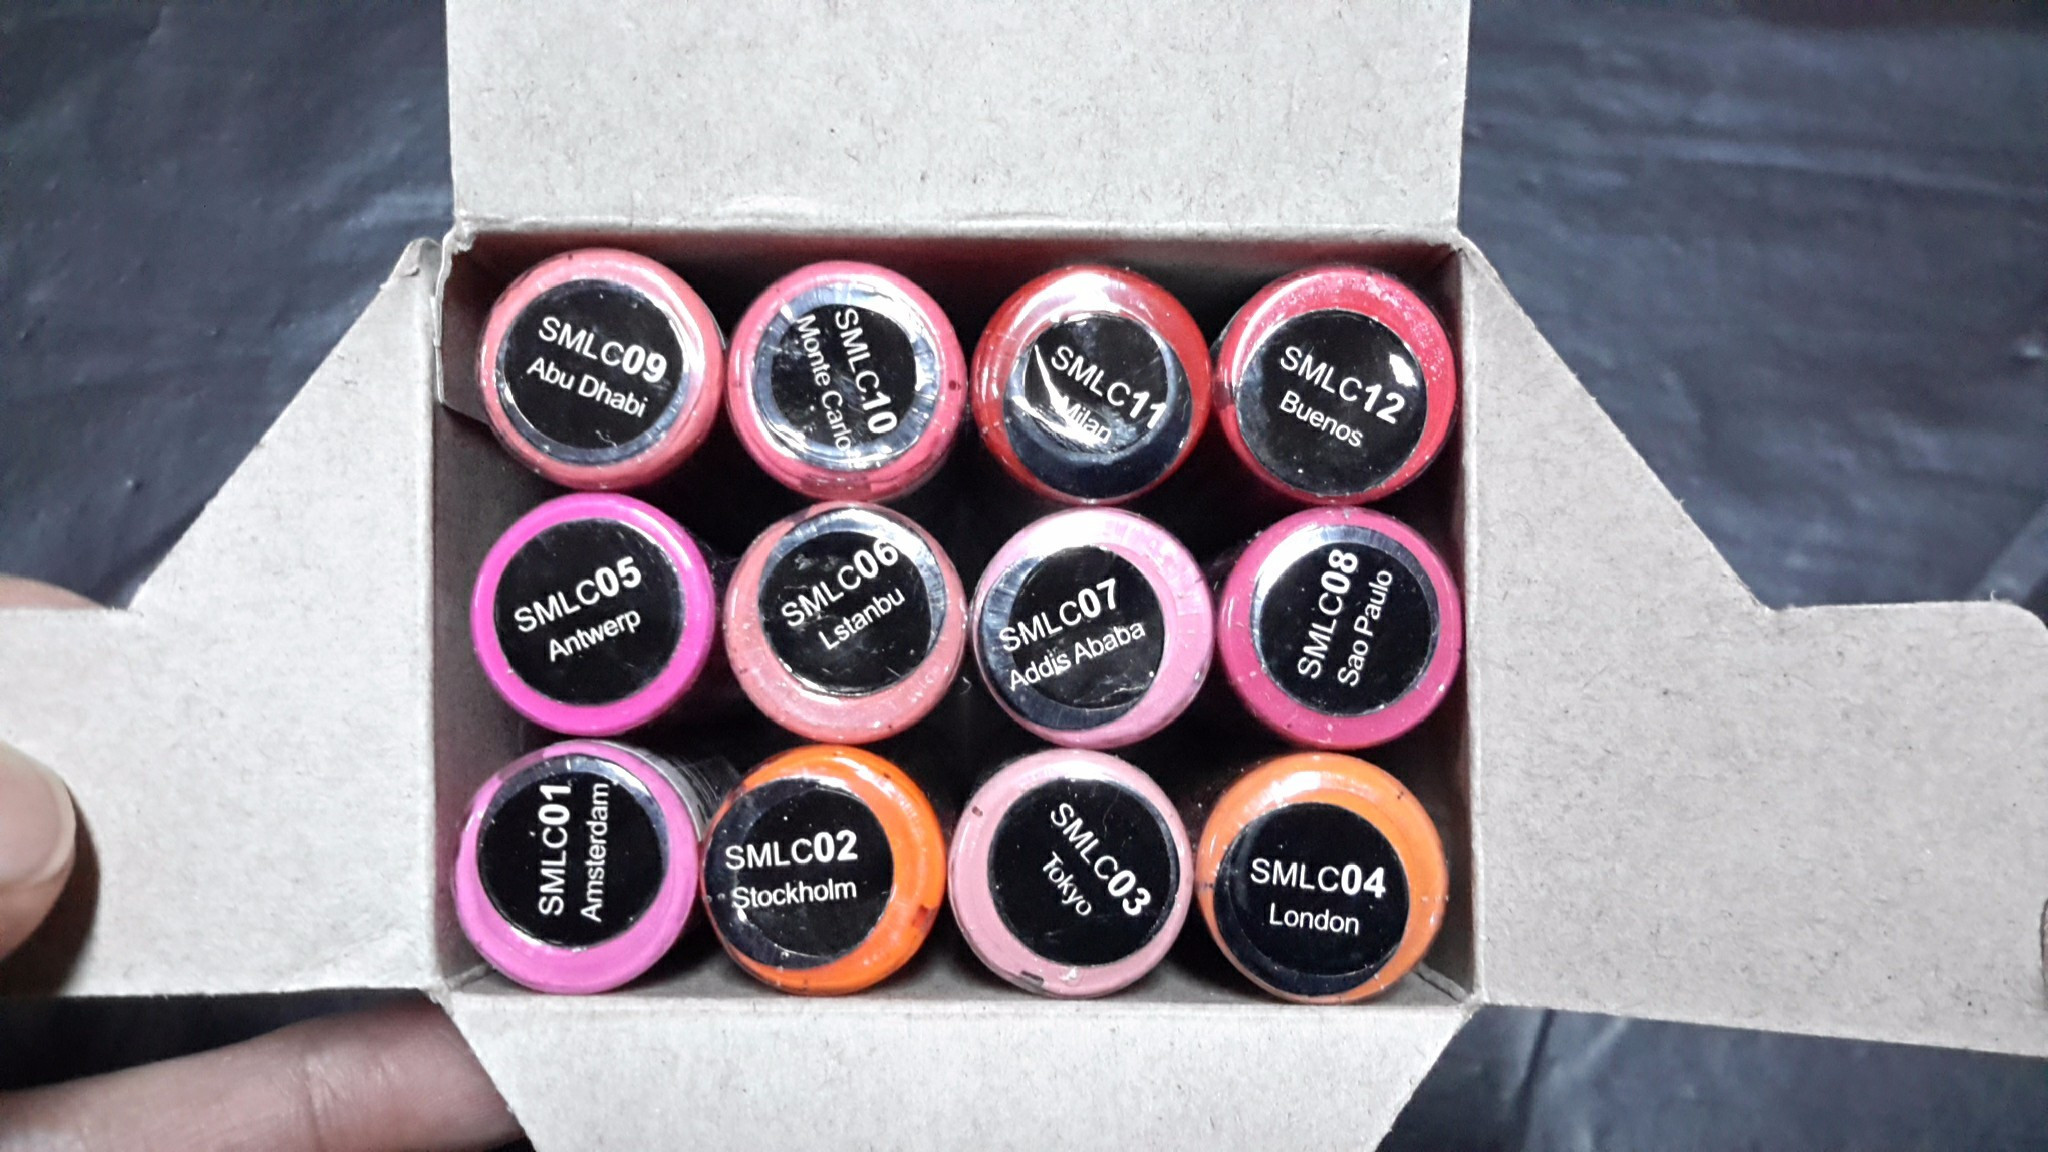 SMLC09
Abu Dhabi
SMLC10
Monte Carlo
SMLC11
Milan
SMLC12
Buenos
SMLC05
Antwerp
SMLC06
Lstanbu
SMLC07
Addis Ababa
SMLC08
Sao Paulo
SMLC01
Amsterdam
SMLC02
Stockholm
SMLC03
Tokyo
SMLC04
London